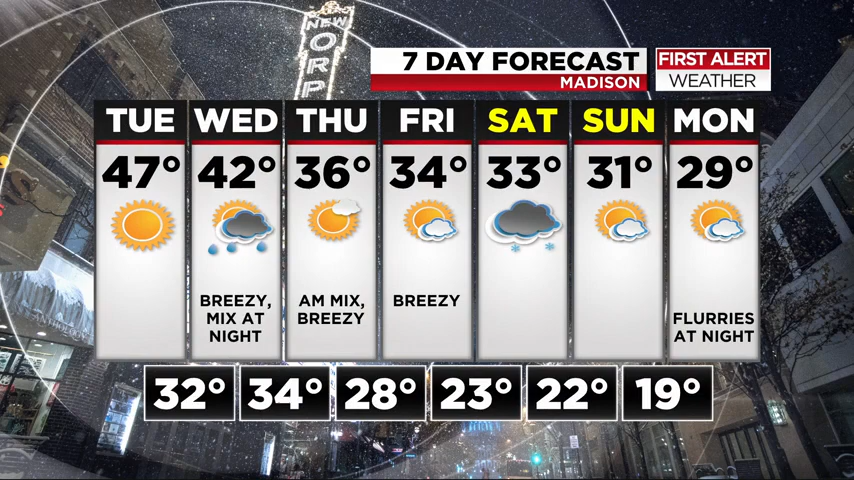 NEW
ORP
7 DAY FORECAST
MADISON
FIRST ALERT
WEATHER
TUE WED THU FRI SAT SUN MON
47° 42° 36° 34° 33° 31° 29°
BREEZY,
MIX AT
NIGHT
AM MIX,
BREEZY
BREEZY
FLURRIES
AT NIGHT
32° 34° 28° 23° 22° 19°